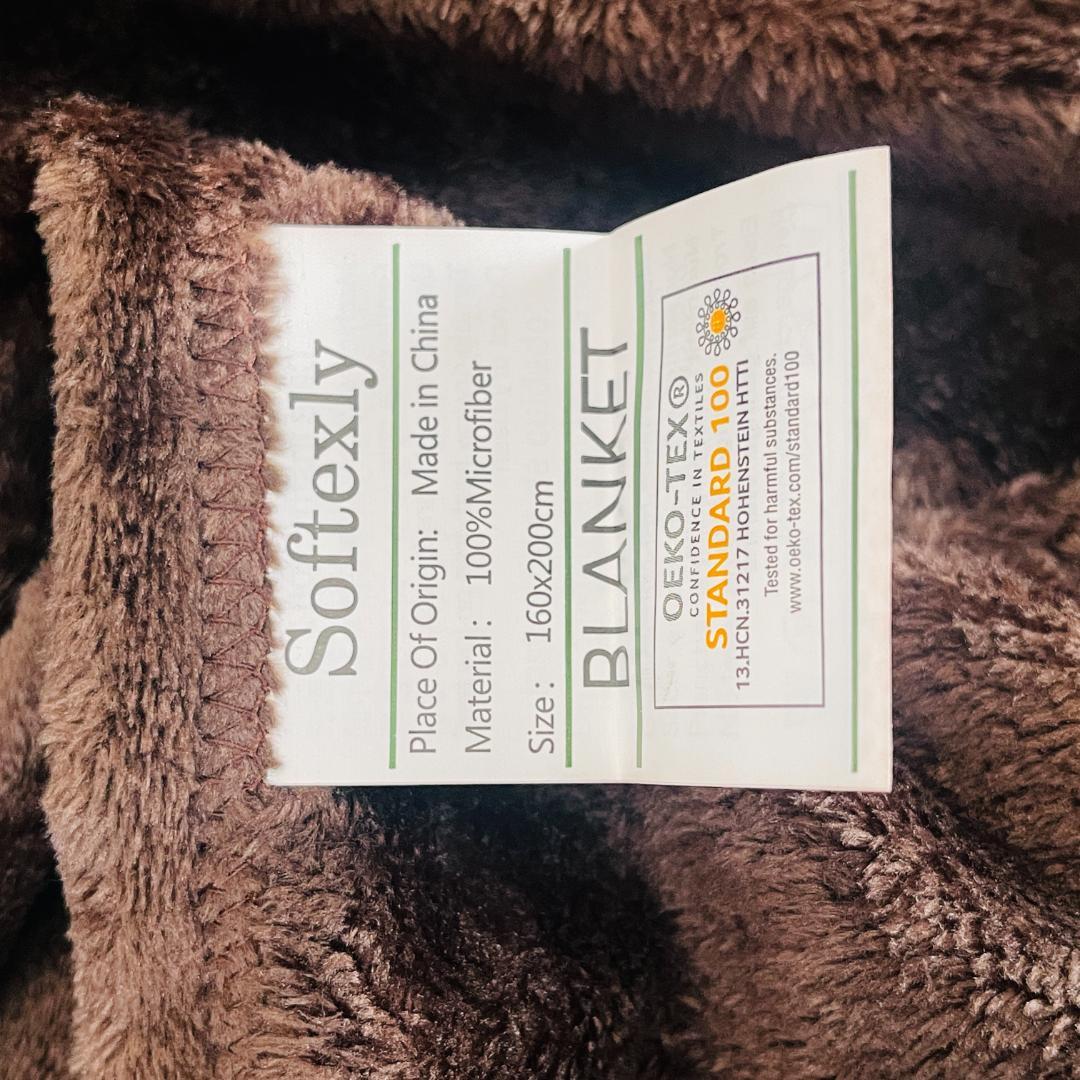 Softexly
Place Of Origin: Made in China
Material : 100%Microfiber
Size : 160x200cm
BLANKET
OEKO-TEX®
CONFIDENCE IN TEXTILES
STANDARD 100
13.HCN.31217 HOHENSTEIN HTTI
Tested for harmful substances.
www.oeko-tex.com/standard100